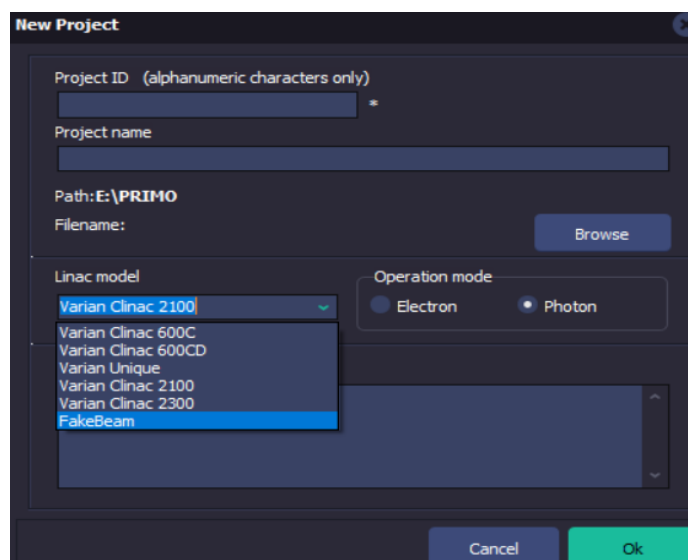 New Project
Project ID (alphanumeric characters only)
*
Project name
Path:E:\PRIMO
Filename:
Browse
Linac model
Operation mode
Varian Clinac 2100
Electron
Photon
Varian Clinac 600C
Varian Clinac 600CD
Varian Unique
Varian Clinac 2100
Varian Clinac 2300
FakeBeam
Cancel
Ok